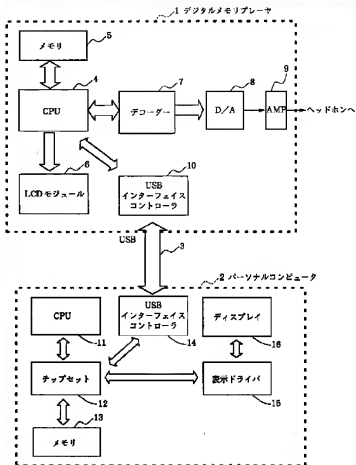 1 デジタルメモリプレーヤ
メモリ
5
4
CPU
7
デコーダー
8
D/A
9
AMP
ヘッドホンへ
6
LCDモジュール
10
USB
インターフェイス
コントローラ
USB
3
2 パーソナルコンピュータ
CPU
11
USB
インターフェイス
コントローラ
14
ディスプレイ
16
チップセット
12
表示ドライバ
15
13
メモリ